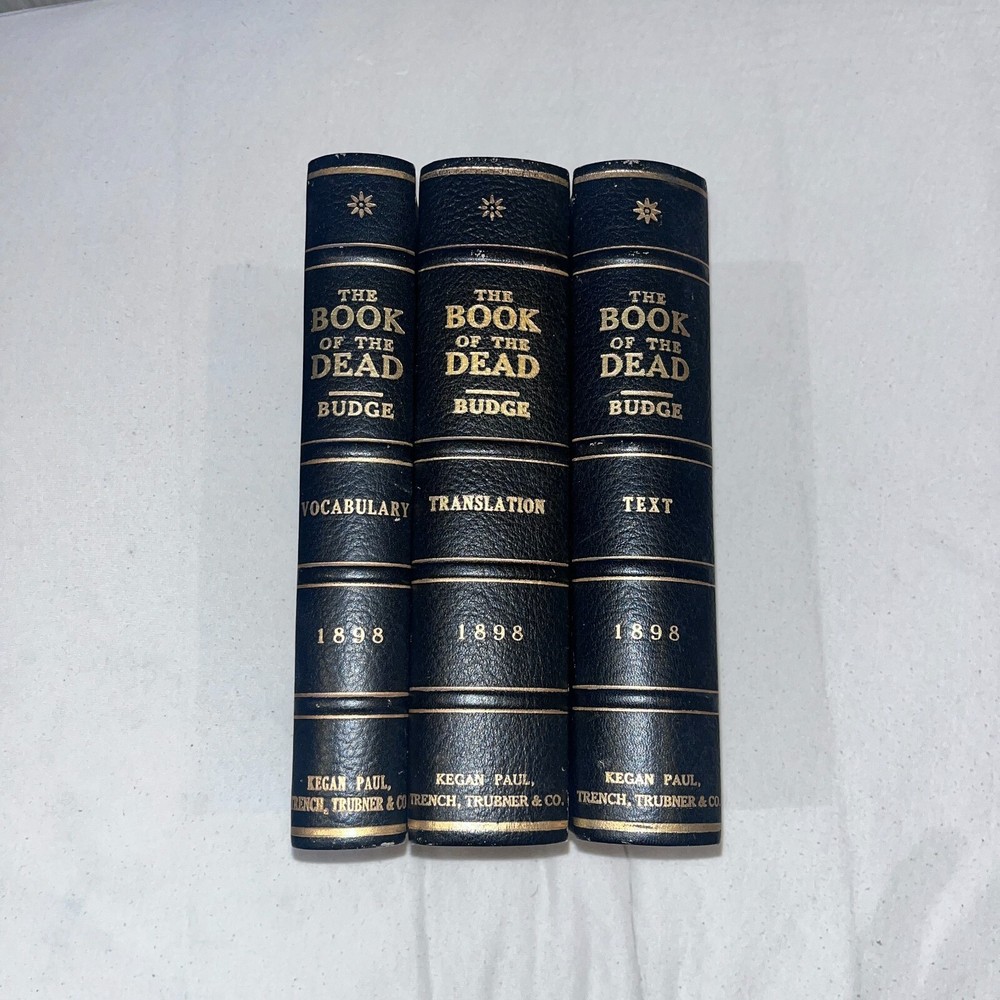 THE
BOOK
OF THE
DEAD
BUDGE
VOCABULARY
1898
KEGAN PAUL,
TRENCH, TRUBNER & CO
THE
BOOK
OF THE
DEAD
BUDGE
TRANSLATION
1898
KEGAN PAUL,
TRENCH, TRUBNER & CO.
THE
BOOK
OF THE
DEAD
BUDGE
TEXT
1898
KEGAN PAUL,
TRENCH, TRUBNER & CO.